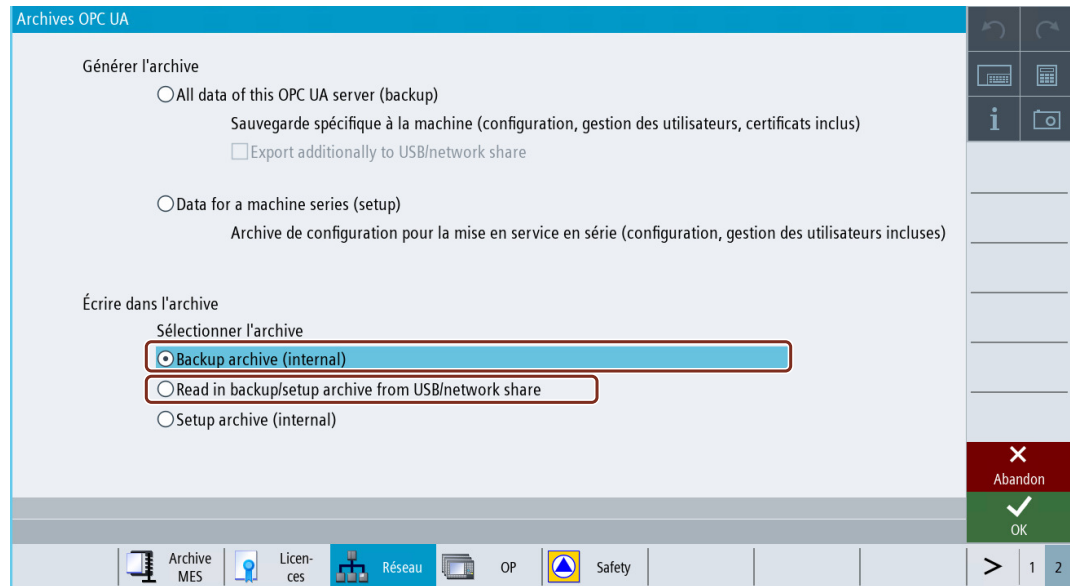 Archives OPC UA
Générer l'archive
All data of this OPC UA server (backup)
Sauvegarde spécifique à la machine (configuration, gestion des utilisateurs, certificats inclus)
Export additionally to USB/network share
Data for a machine series (setup)
Archive de configuration pour la mise en service en série (configuration, gestion des utilisateurs incluses)
Écrire dans l'archive
Sélectionner l'archive
Backup archive (internal)
Read in backup/setup archive from USB/network share
Setup archive (internal)
Abandon
OK
Archive
MES
Licen-
ces
Réseau
OP
Safety
> 1 2